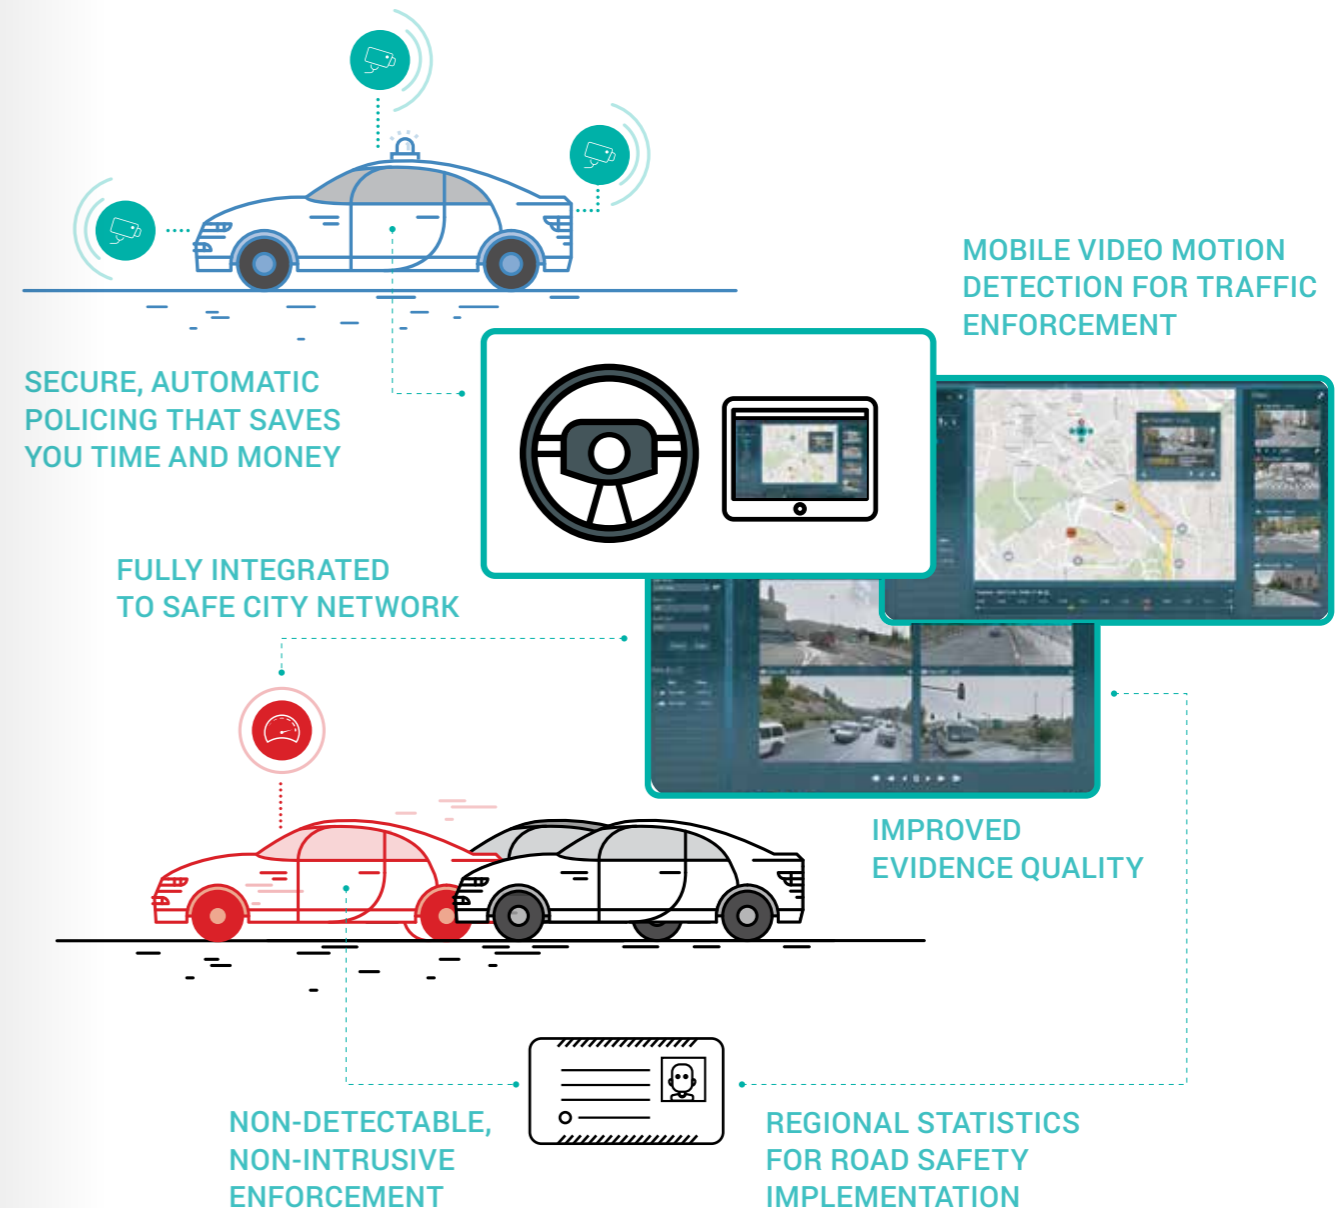 MOBILE VIDEO MOTION
DETECTION FOR TRAFFIC
ENFORCEMENT
SECURE, AUTOMATIC
POLICING THAT SAVES
YOU TIME AND MONEY
FULLY INTEGRATED
TO SAFE CITY NETWORK
IMPROVED
EVIDENCE QUALITY
NON-DETECTABLE,
NON-INTRUSIVE
ENFORCEMENT
REGIONAL STATISTICS
FOR ROAD SAFETY
IMPLEMENTATION